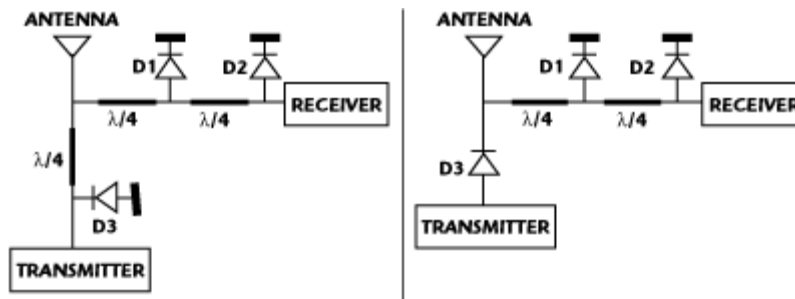 ANTENNA
D1
D2
RECEIVER
λ/4
λ/4
λ/4
D3
TRANSMITTER
ANTENNA
D1
D2
RECEIVER
λ/4
λ/4
D3
TRANSMITTER